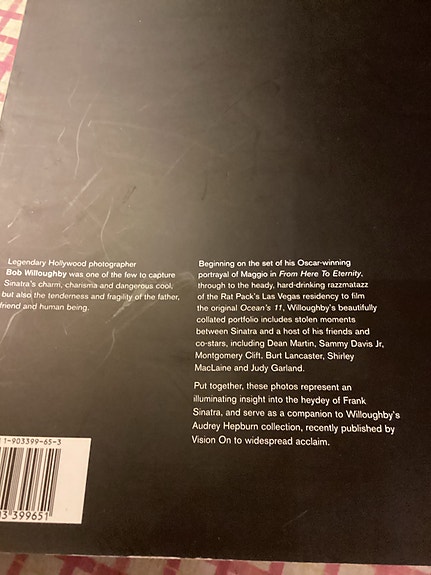 Legendary Hollywood photographer
Bob Willoughby was one of the few to capture
Sinatra's charm, charisma and dangerous cool,
but also the tenderness and fragility of the father,
friend and human being.
Beginning on the set of his Oscar-winning
portrayal of Maggio in From Here To Eternity,
through to the heady, hard-drinking razzmatazz
of the Rat Pack's Las Vegas residency to film
the original Ocean's 11, Willoughby's beautifully
collated portfolio includes stolen moments
between Sinatra and a host of his friends and
co-stars, including Dean Martin, Sammy Davis Jr,
Montgomery Clift, Burt Lancaster, Shirley
MacLaine and Judy Garland.
Put together, these photos represent an
illuminating insight into the heydey of Frank
Sinatra, and serve as a companion to Willoughby's
Audrey Hepburn collection, recently published by
Vision On to widespread acclaim.
1-903399-65-3
399651